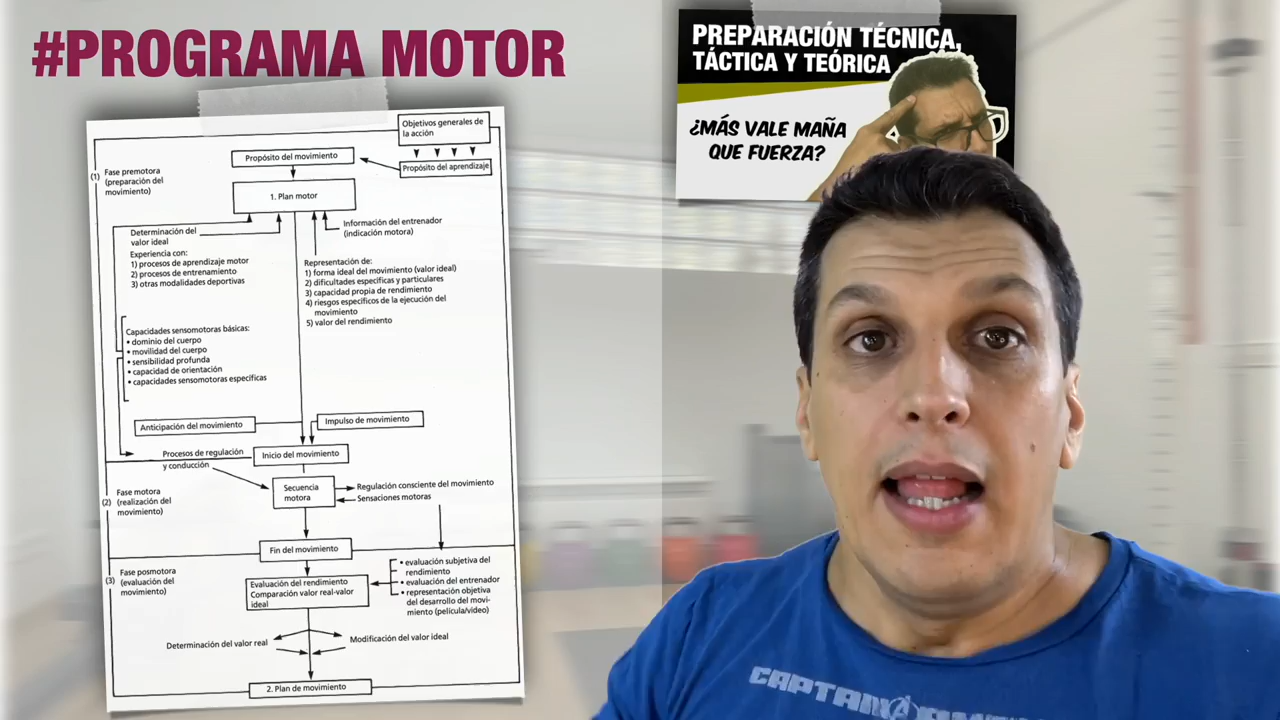 #PROGRAMA MOTOR
PREPARACIÓN TÉCNICA,
TÁCTICA Y TEÓRICA
¿MÁS VALE MAÑA
QUE FUERZA?
Objetivos generales de
la acción
Propósito del movimiento
Propósito del aprendizaje
(1)
Fase premotora
(preparación del
movimiento)
1. Plan motor
Información del entrenador
(indicación motora)
Determinación del
valor ideal
Experiencia con:
1) procesos de aprendizaje motor
2) procesos de entrenamiento
3) otras modalidades deportivas
Representación de:
1) forma ideal del movimiento (valor ideal)
2) dificultades especificas y particulares
3) capacidad propia de rendimiento
4) riesgos específicos de la ejecución del
movimiento
5) valor del rendimiento
Capacidades sensomotoras básicas:
• dominio del cuerpo
• movilidad del cuerpo
• sensibilidad profunda
• capacidad de orientación
• capacidades sensomotoras específicas
Anticipación del movimiento
Impulso de movimiento
Procesos de regulación
y conducción
Inicio del movimiento
(2)
Fase motora
(realización del
movimiento)
Secuencia
motora
Regulación consciente del movimiento
Sensaciones motoras
Fin del movimiento
(3)
Fase posmotora
(evaluación del
movimiento)
Evaluación del rendimiento
Comparación valor real-valor
ideal
• evaluación subjetiva del
rendimiento
• evaluación del entrenador
• representación objetiva
del desarrollo del movi-
miento (película/video)
Determinación del valor real
Modificación del valor ideal
2. Plan de movimiento
CAPTAIN